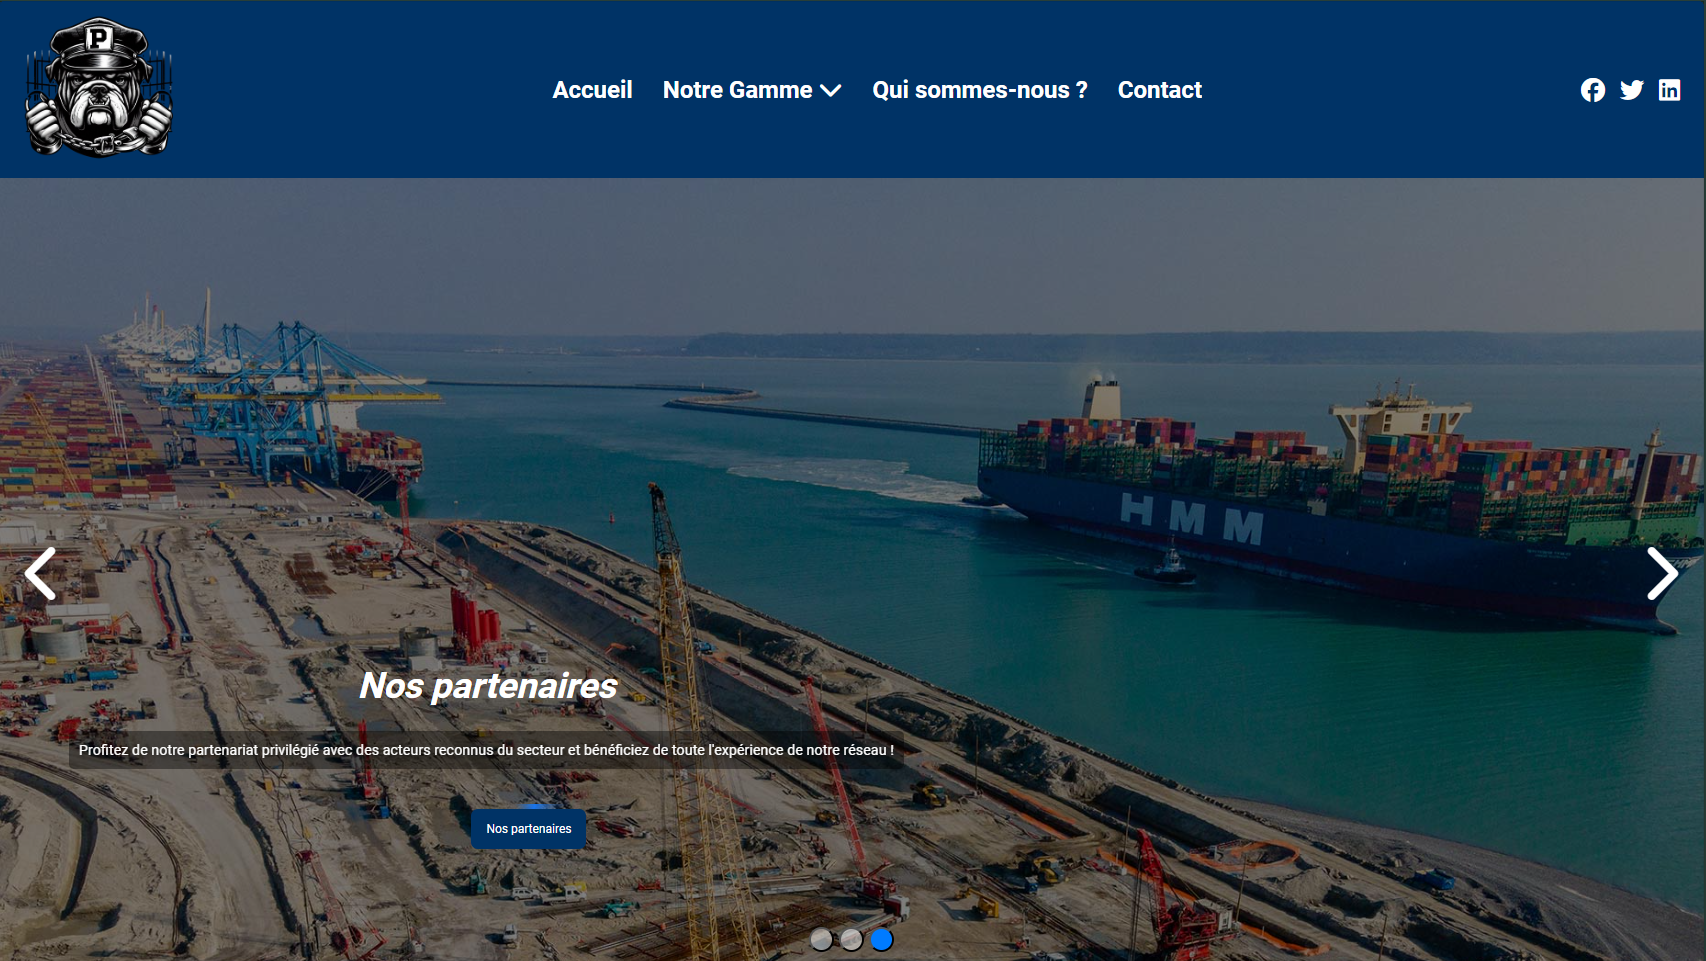 P
Accueil
Notre Gamme
Qui sommes-nous ?
Contact
HMM
Nos partenaires
Profitez de notre partenariat privilégié avec des acteurs reconnus du secteur et bénéficiez de toute l'expérience de notre réseau !
Nos partenaires